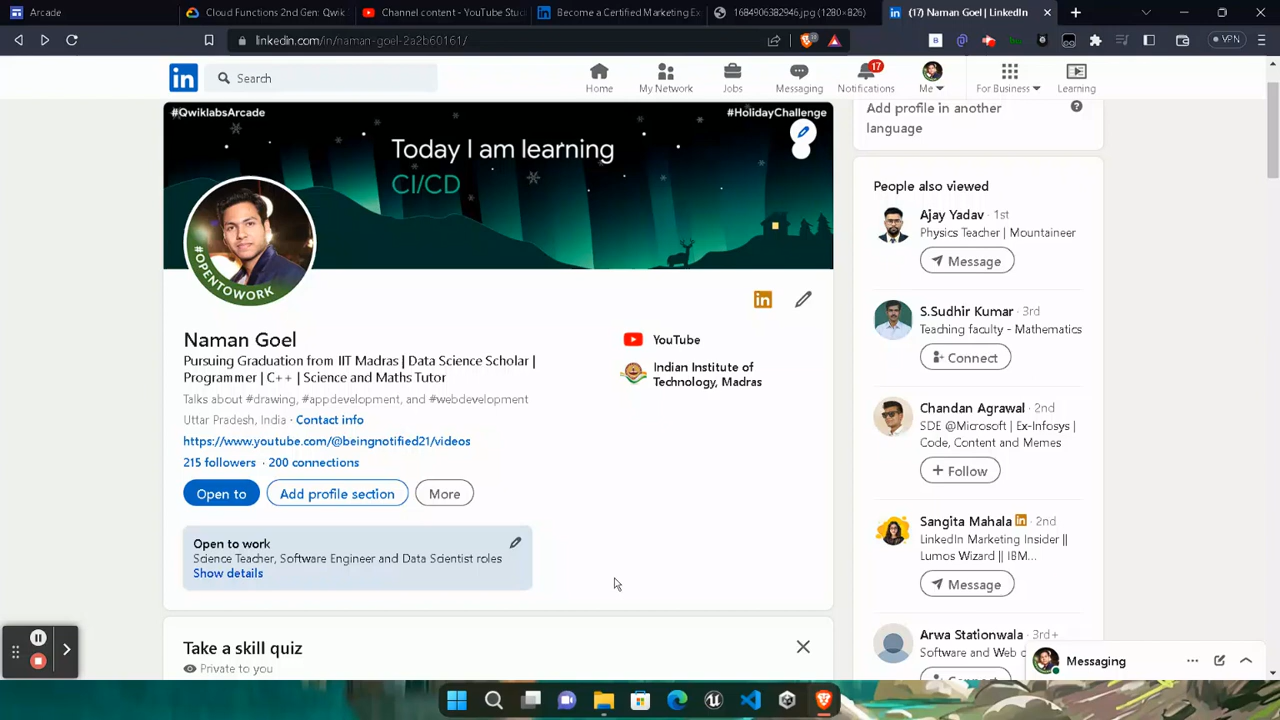 Arcade
Cloud Functions 2nd Gen: Qwik
Channel content - YouTube Stu
Become a Certified Marketing Ex
1684906382946.jpg (1280×826)
(17) Naman Goel | LinkedIn
linkedin.com/in/naman-goel-2a2b60161/
VPN
Search
Home
My Network
Jobs
Messaging
17
Notifications
Me
For Business
Learning
#QwiklabsArcade
#HolidayChallenge
Today I am learning
CI/CD
#OPENTOWORK
Naman Goel
Pursuing Graduation from IIT Madras | Data Science Scholar |
Programmer | C++ | Science and Maths Tutor
Talks about #drawing, #appdevelopment, and #webdevelopment
Uttar Pradesh, India · Contact info
https://www.youtube.com/@beingnotified21/videos
215 followers · 200 connections
Open to
Add profile section
More
YouTube
Indian Institute of
Technology, Madras
Open to work
Science Teacher, Software Engineer and Data Scientist roles
Show details
Take a skill quiz
Private to you
Add profile in another
language
People also viewed
Ajay Yadav · 1st
Physics Teacher | Mountaineer
Message
S.Sudhir Kumar · 3rd
Teaching faculty - Mathematics
Connect
Chandan Agrawal · 2nd
SDE @Microsoft | Ex-Infosys |
Code, Content and Memes
Follow
Sangita Mahala in · 2nd
LinkedIn Marketing Insider ||
Lumos Wizard || IBM...
Message
Arwa Stationwala · 3rd+
Software and Web
Messaging